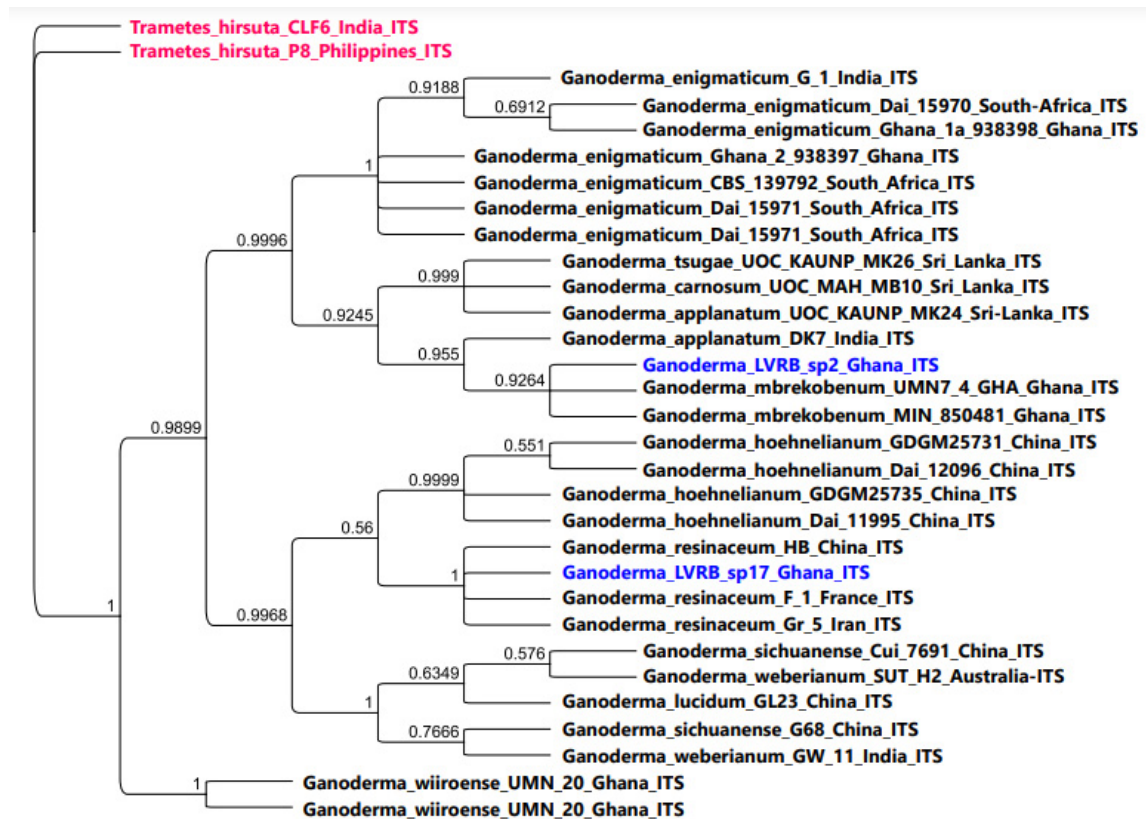 Trametes_hirsuta_CLF6_India_ITS
Trametes_hirsuta_P8_Philippines_ITS
Ganoderma_enigmaticum_G_1_India_ITS
0.9188
0.6912
Ganoderma_enigmaticum_Dai_15970_South-Africa_ITS
Ganoderma_enigmaticum_Ghana_1a_938398_Ghana_ITS
1
Ganoderma_enigmaticum_Ghana_2_938397_Ghana_ITS
Ganoderma_enigmaticum_CBS_139792_South_Africa_ITS
Ganoderma_enigmaticum_Dai_15971_South_Africa_ITS
Ganoderma_enigmaticum_Dai_15971_South_Africa_ITS
0.9996
Ganoderma_tsugae_UOC_KAUNP_MK26_Sri_Lanka_ITS
0.999
Ganoderma_carnosum_UOC_MAH_MB10_Sri_Lanka_ITS
Ganoderma_applanatum_UOC_KAUNP_MK24_Sri-Lanka_ITS
0.9245
Ganoderma_applanatum_DK7_India_ITS
0.955
Ganoderma_LVRB_sp2_Ghana_ITS
0.9264
Ganoderma_mbrekobenum_UMN7_4_GHA_Ghana_ITS
Ganoderma_mbrekobenum_MIN_850481_Ghana_ITS
0.9899
Ganoderma_hoehnelianum_GDGM25731_China_ITS
0.551
Ganoderma_hoehnelianum_Dai_12096_China_ITS
0.9999
Ganoderma_hoehnelianum_GDGM25735_China_ITS
Ganoderma_hoehnelianum_Dai_11995_China_ITS
0.56
Ganoderma_resinaceum_HB_China_ITS
1
Ganoderma_LVRB_sp17_Ghana_ITS
Ganoderma_resinaceum_F_1_France_ITS
Ganoderma_resinaceum_Gr_5_Iran_ITS
1
0.9968
Ganoderma_sichuanense_Cui_7691_China_ITS
0.576
Ganoderma_weberianum_SUT_H2_Australia-ITS
0.6349
Ganoderma_lucidum_GL23_China_ITS
1
Ganoderma_sichuanense_G68_China_ITS
0.7666
Ganoderma_weberianum_GW_11_India_ITS
1
Ganoderma_wiiroense_UMN_20_Ghana_ITS
Ganoderma_wiiroense_UMN_20_Ghana_ITS